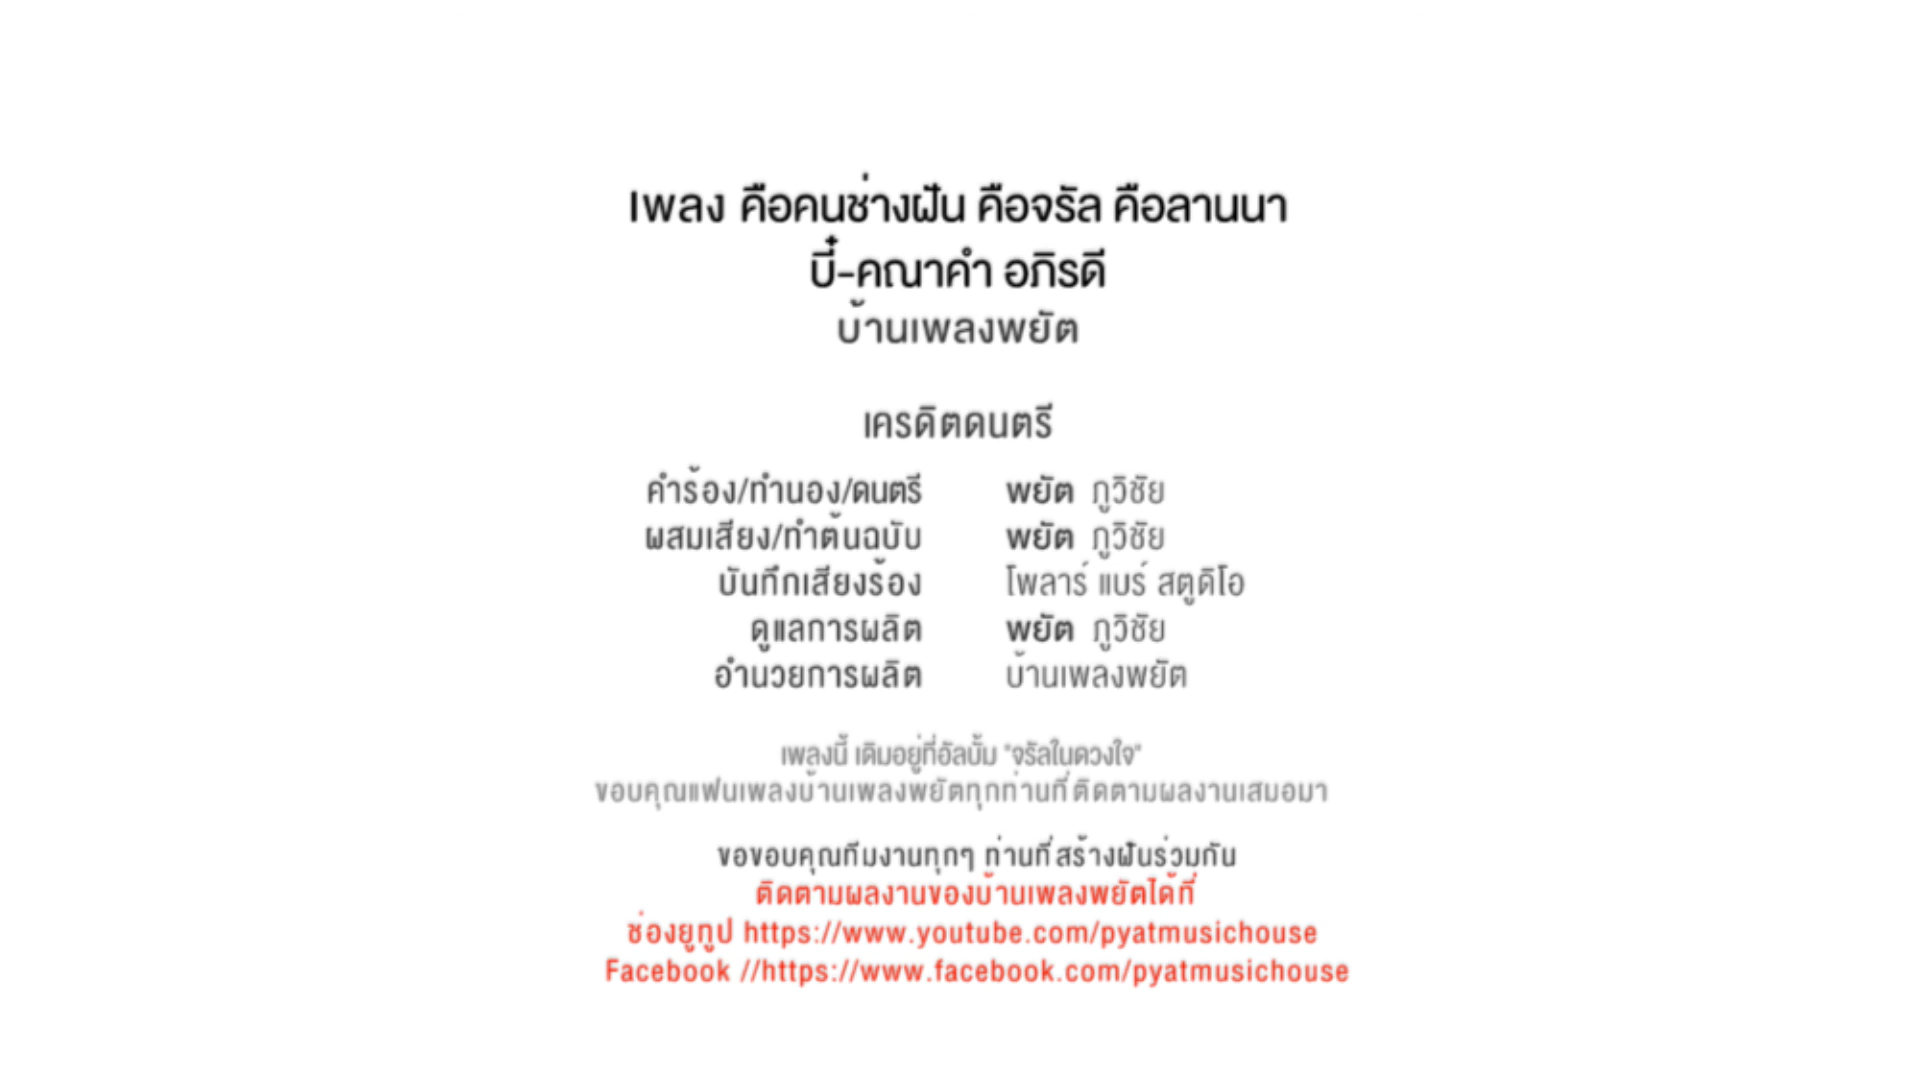 เพลง คือคนช่างฝัน คือจรัล คือลานนา
บี๋-คณาคำ อภิรดี
บ้านเพลงพยัต
เครดิตดนตรี
คำร้อง/ทำนอง/ดนตรี พยัต ภูวิชัย
ผสมเสียง/ทำต้นฉบับ พยัต ภูวิชัย
บันทึกเสียงร้อง โพลาร์ แบร์ สตูดิโอ
ดูแลการผลิต พยัต ภูวิชัย
อำนวยการผลิต บ้านเพลงพยัต
เพลงนี้ เดิมอยู่ที่อัลบั้ม "จรัลในดวงใจ"
ขอบคุณแฟนเพลงบ้านเพลงพยัตทุกท่านที่ติดตามผลงานเสมอมา
ขอขอบคุณทีมงานทุกๆ ท่านที่สร้างฝันร่วมกัน
ติดตามผลงานของบ้านเพลงพยัตได้ที่
ช่องยูทูป https://www.youtube.com/pyatmusichouse
Facebook //https://www.facebook.com/pyatmusichouse